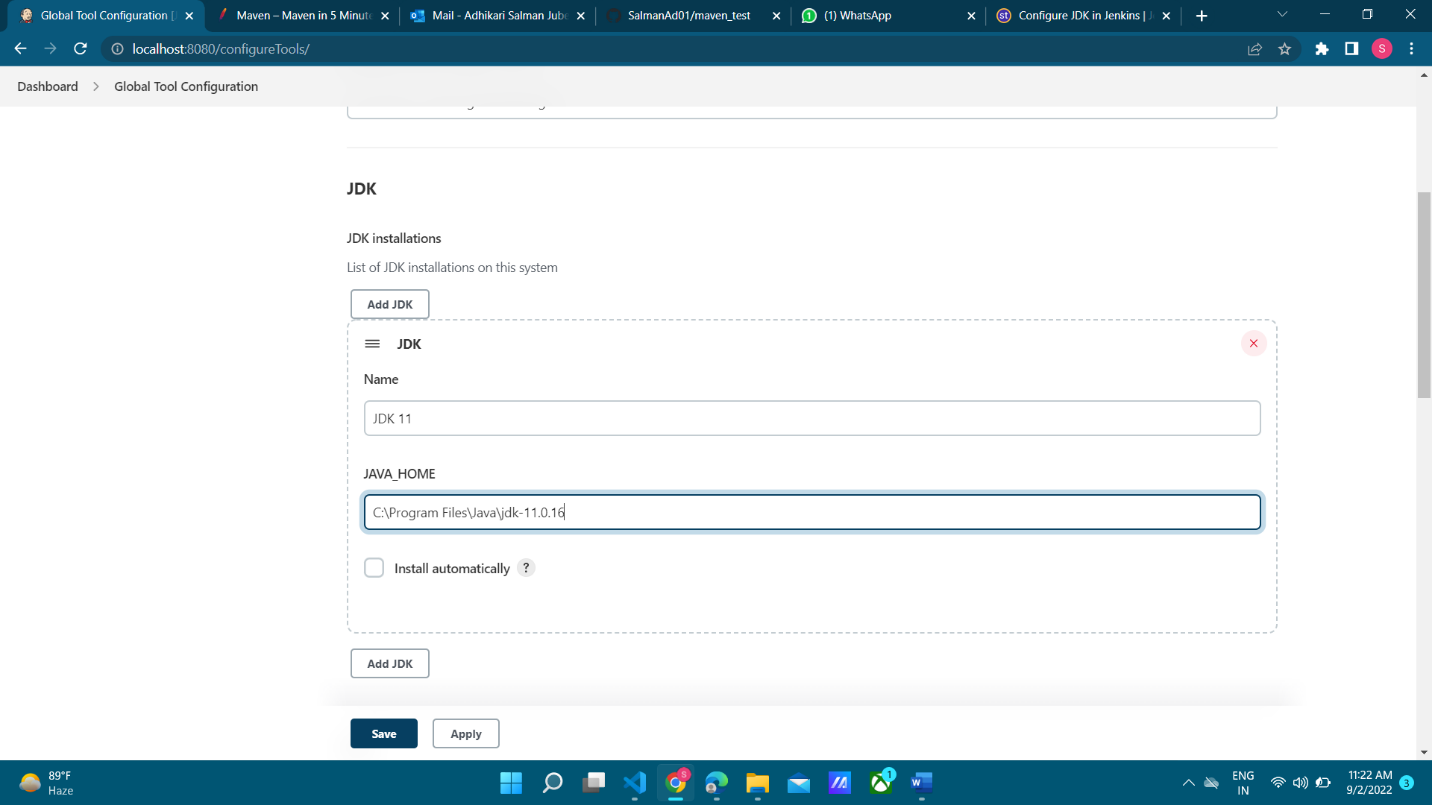 Global Tool Configuration [J
Maven – Maven in 5 Minute
Mail - Adhikari Salman Jube
SalmanAd01/maven_test
(1) WhatsApp
Configure JDK in Jenkins | J
localhost:8080/configureTools/
S
Dashboard
Global Tool Configuration
JDK
JDK installations
List of JDK installations on this system
Add JDK
JDK
Name
JDK 11
JAVA_HOME
C:\Program Files\Java\jdk-11.0.16
Install automatically ?
Add JDK
Save
Apply
89°F
Haze
ENG
IN
11:22 AM
9/2/2022
3